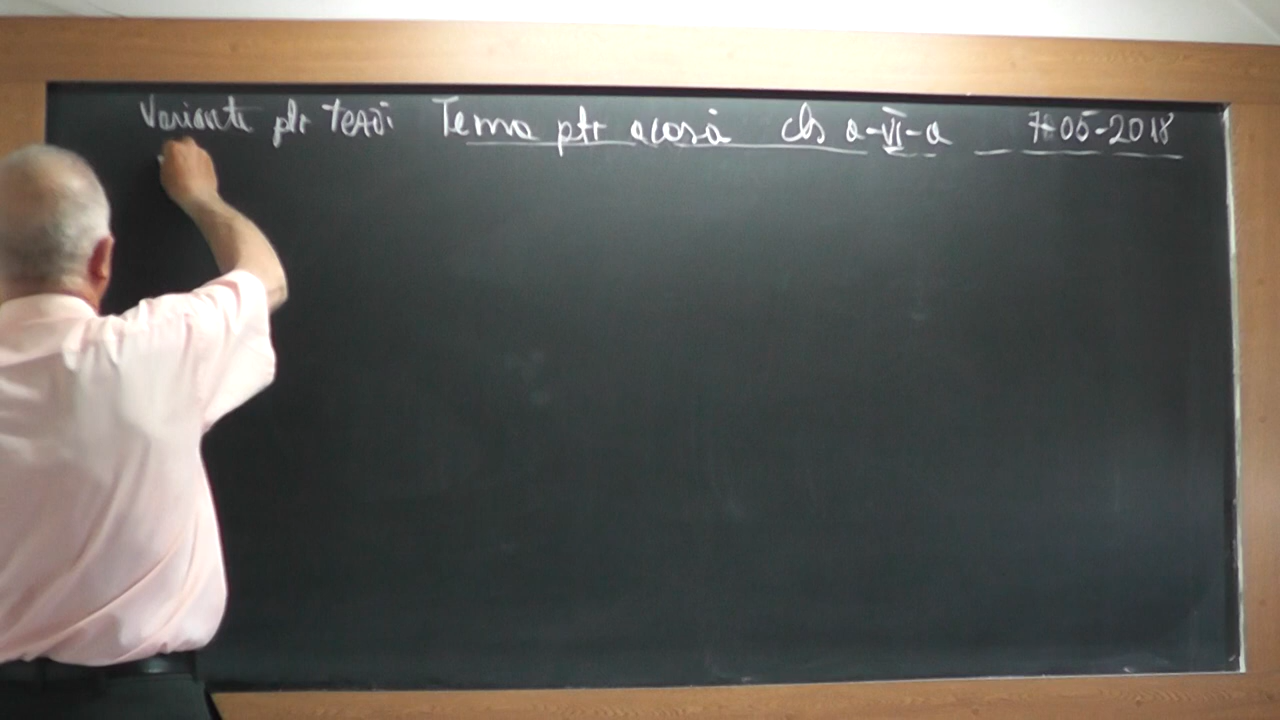 Variante ptr teză: Tema ptr acasă cls a-VI-a 7-05-2018